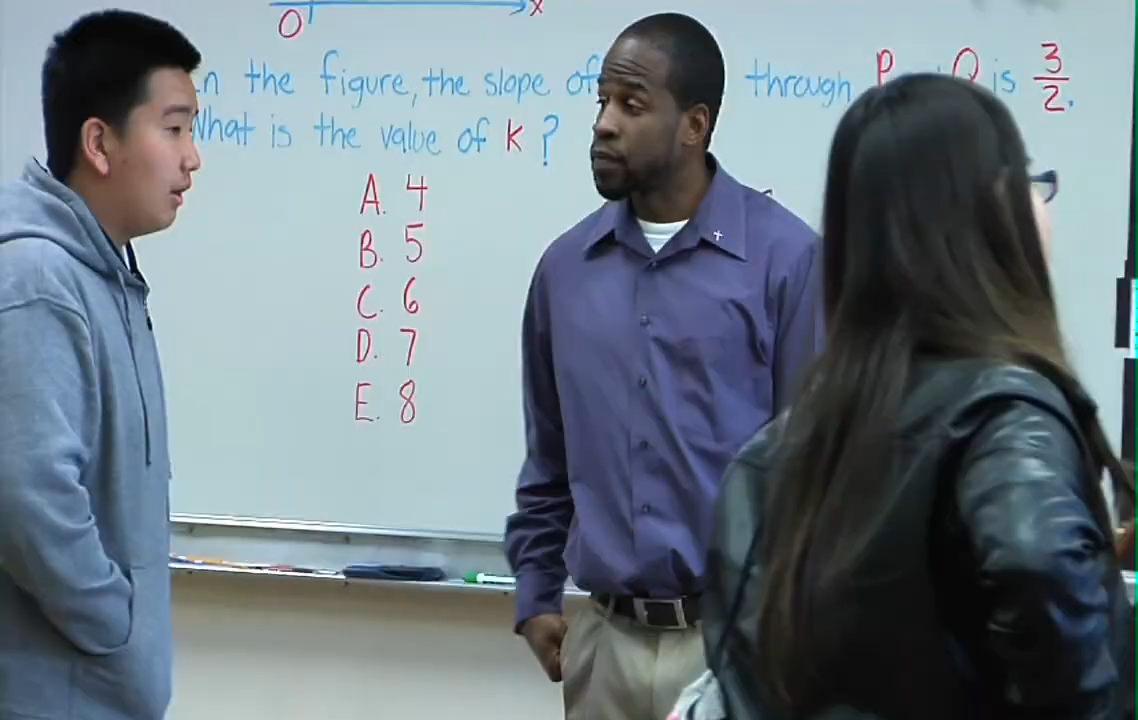 0 x
n the figure, the slope of through P Q is 3/2.
What is the value of k?
A. 4
B. 5
C. 6
D. 7
E. 8